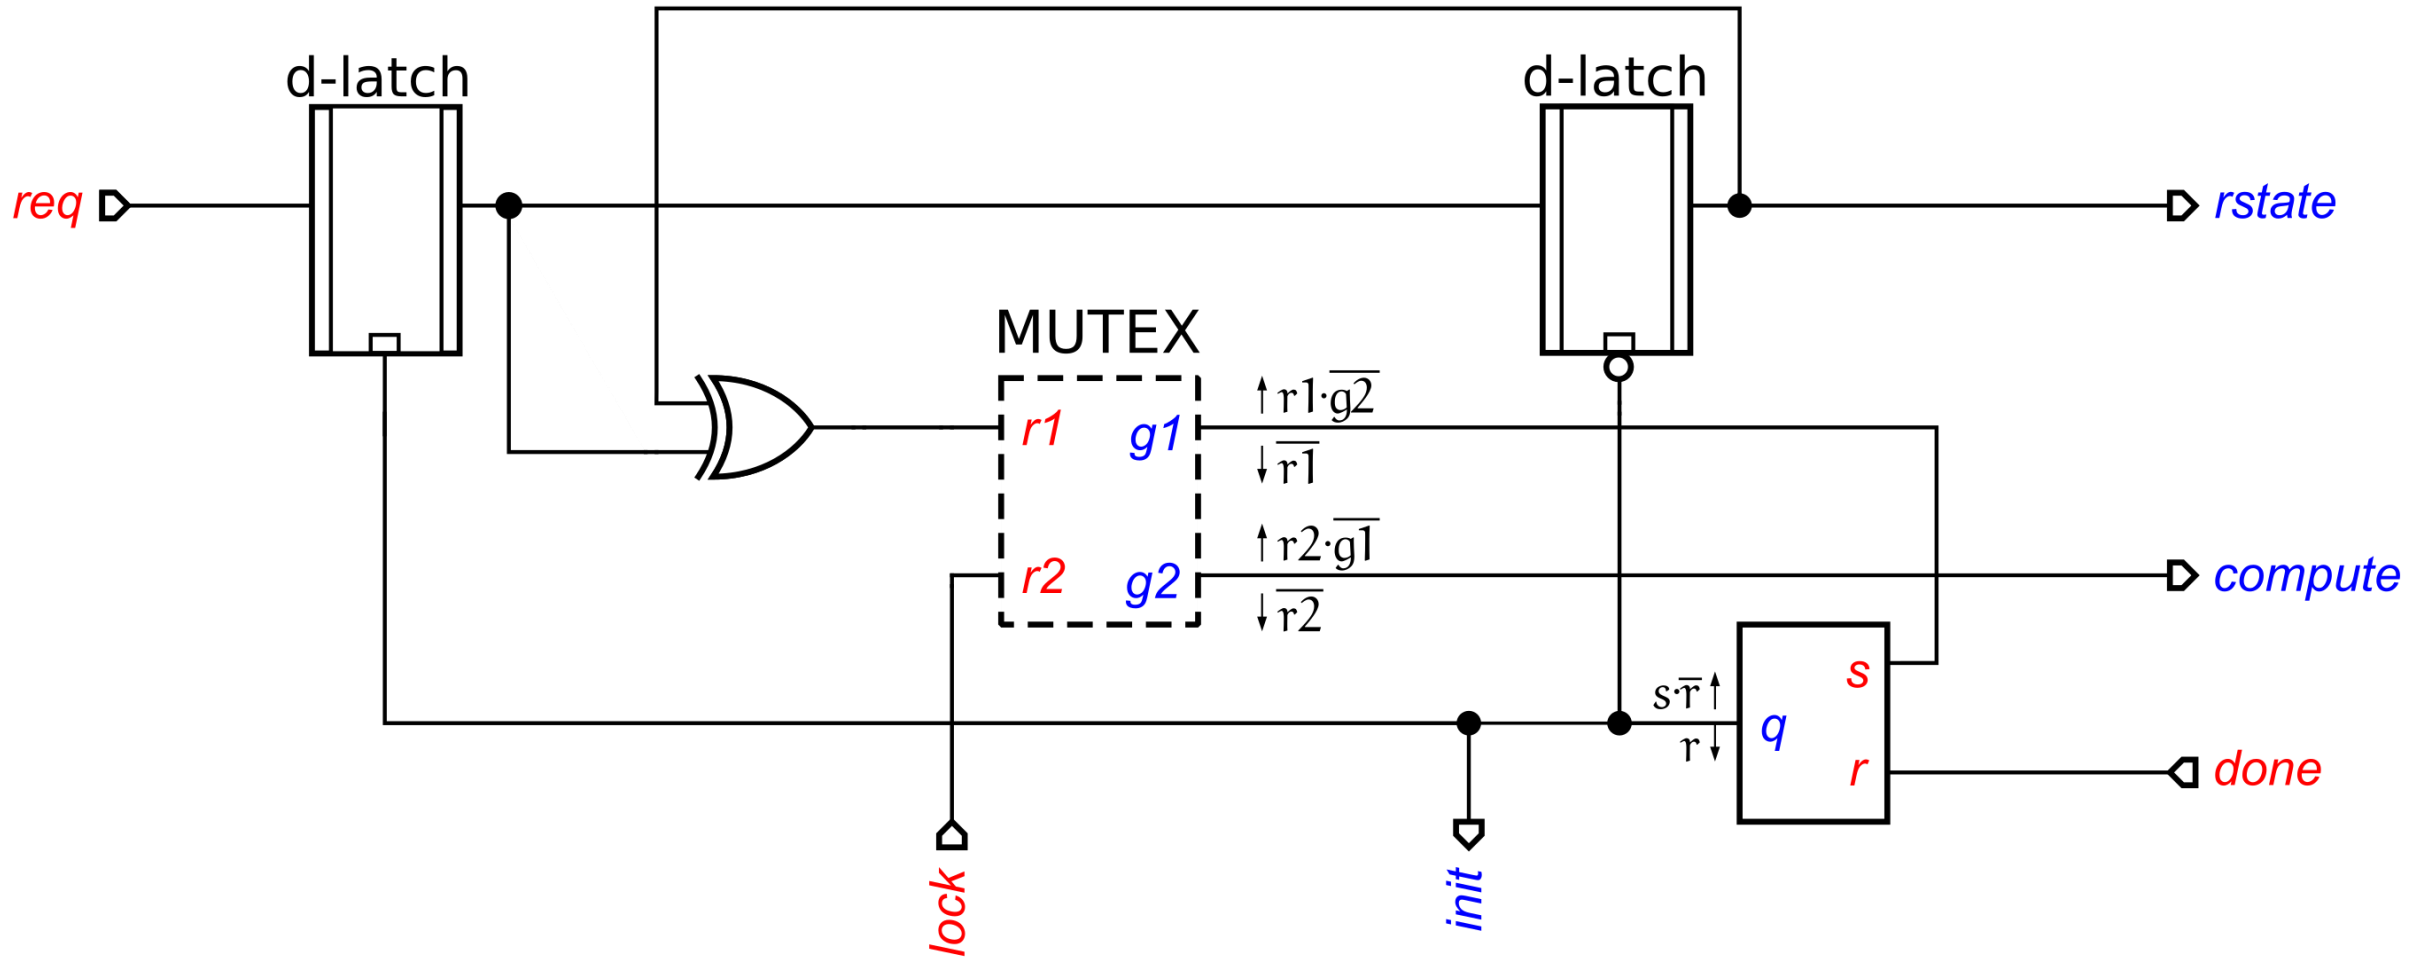 d-latch
d-latch
req
rstate
MUTEX
r1·g2̅
r1
g1
r1̅
r2·g1̅
r2
g2
r2̅
compute
s
s·r̅
q
r
r
done
lock
init